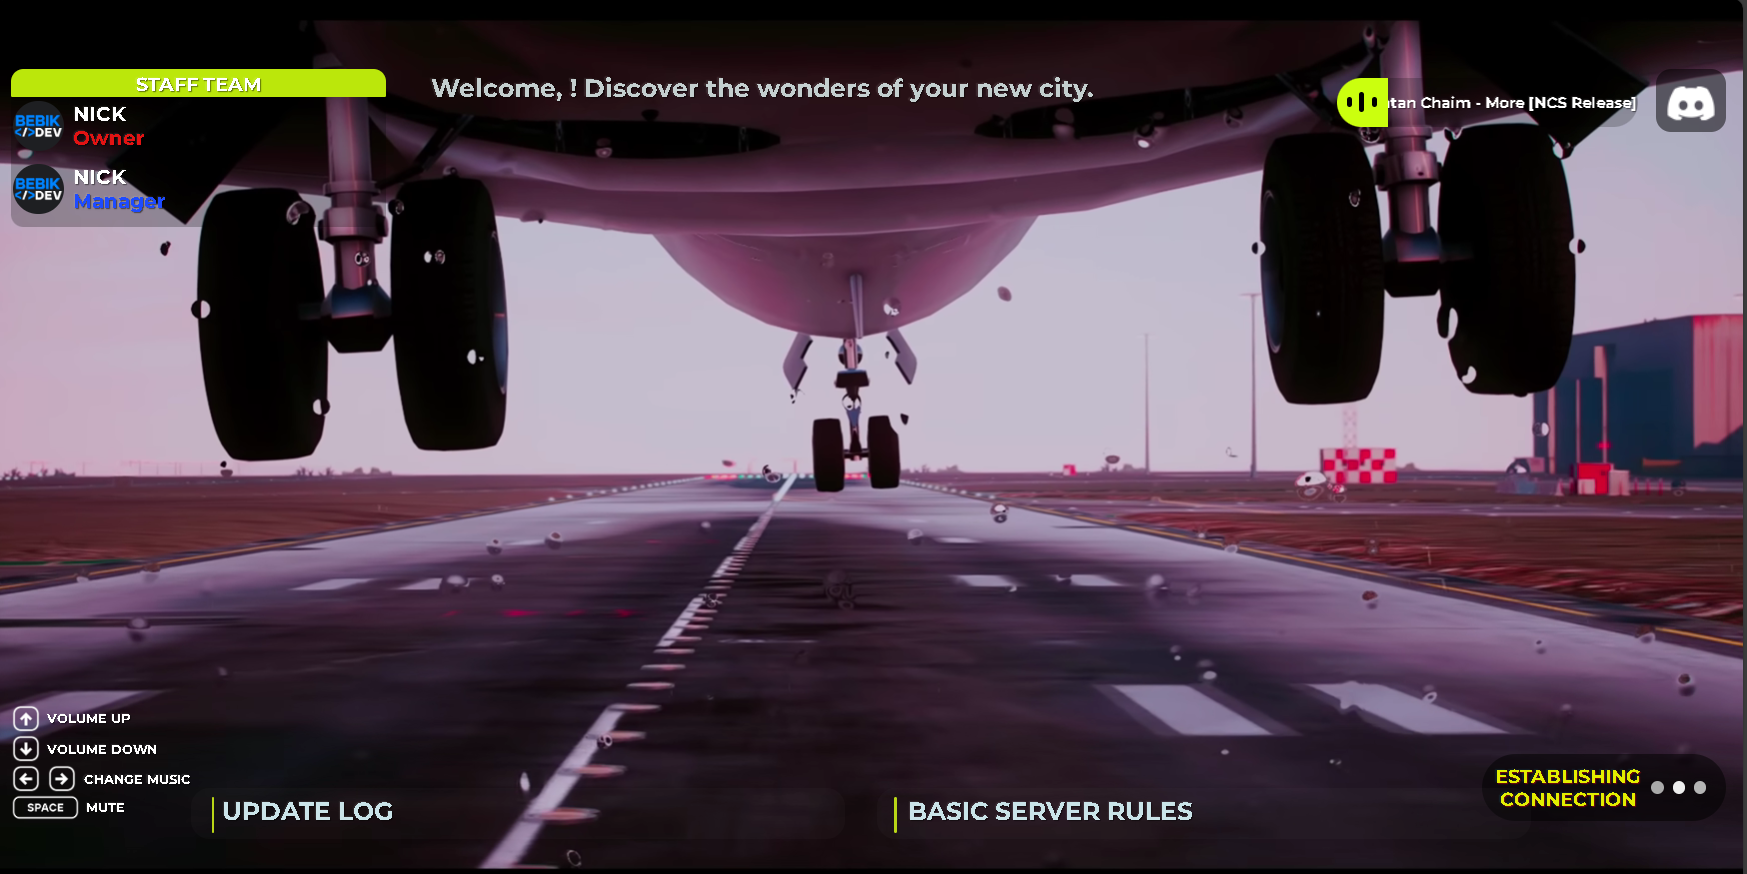 STAFF TEAM
BEBIK
</>DEV
NICK
Owner
BEBIK
</>DEV
NICK
Manager
Welcome, ! Discover the wonders of your new city.
Chaim - More [NCS Release]
VOLUME UP
VOLUME DOWN
CHANGE MUSIC
SPACE MUTE
UPDATE LOG
BASIC SERVER RULES
ESTABLISHING
CONNECTION